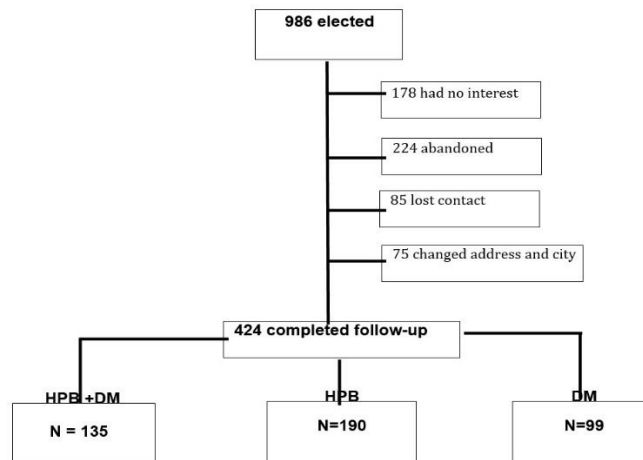 986 elected
178 had no interest
224 abandoned
85 lost contact
75 changed address and city
424 completed follow-up
HPB +DM
N = 135
HPB
N=190
DM
N=99